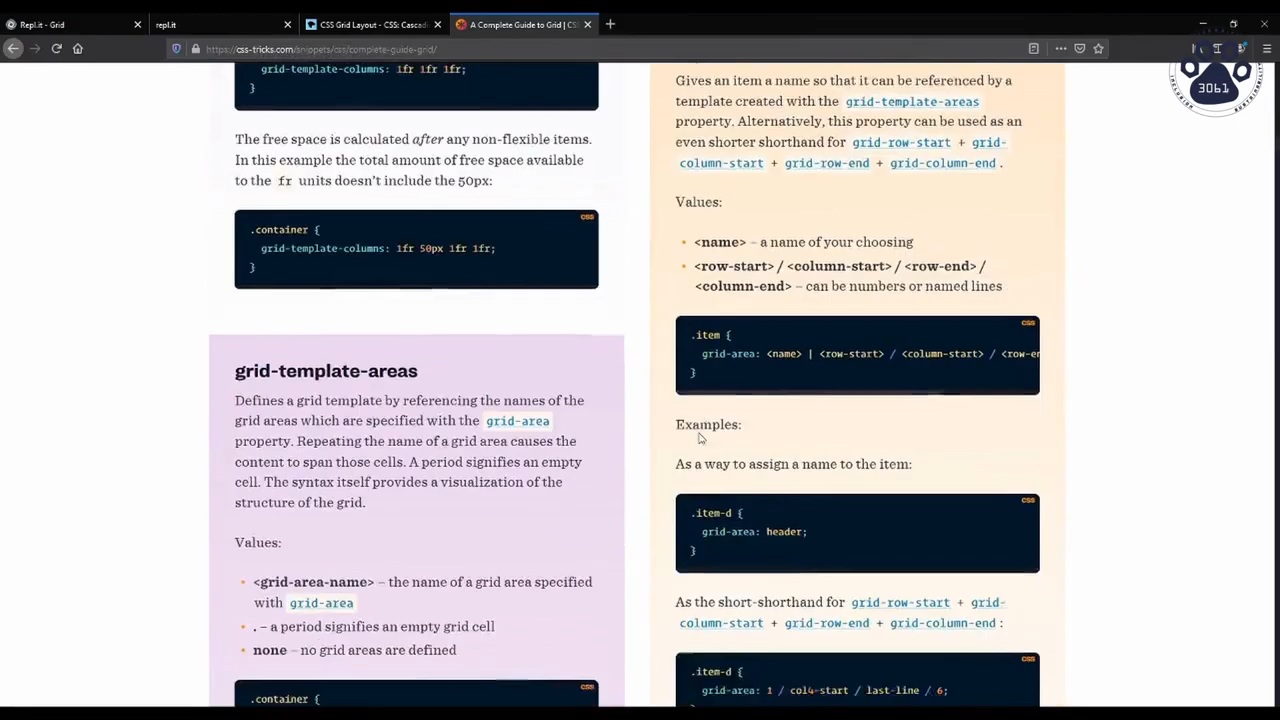 Repl.it - Grid
repl.it
CSS Grid Layout - CSS: Cascad
A Complete Guide to Grid | CS
https://css-tricks.com/snippets/css/complete-guide-grid/
3061
grid-template-columns: 1fr 1fr 1fr;
}
The free space is calculated after any non-flexible items.
In this example the total amount of free space available
to the fr units doesn't include the 50px:
CSS
.container {
grid-template-columns: 1fr 50px 1fr 1fr;
}
grid-template-areas
Defines a grid template by referencing the names of the
grid areas which are specified with the grid-area
property. Repeating the name of a grid area causes the
content to span those cells. A period signifies an empty
cell. The syntax itself provides a visualization of the
structure of the grid.
Values:
• <grid-area-name> – the name of a grid area specified
with grid-area
• . – a period signifies an empty grid cell
• none – no grid areas are defined
CSS
.container {
Gives an item a name so that it can be referenced by a
template created with the grid-template-areas
property. Alternatively, this property can be used as an
even shorter shorthand for grid-row-start + grid-
column-start + grid-row-end + grid-column-end.
Values:
• <name> – a name of your choosing
• <row-start> / <column-start> / <row-end> /
<column-end> – can be numbers or named lines
CSS
.item {
grid-area: <name> | <row-start> / <column-start> / <row-en
}
Examples:
As a way to assign a name to the item:
CSS
.item-d {
grid-area: header;
}
As the short-shorthand for grid-row-start + grid-
column-start + grid-row-end + grid-column-end:
CSS
.item-d {
grid-area: 1 / col4-start / last-line / 6;